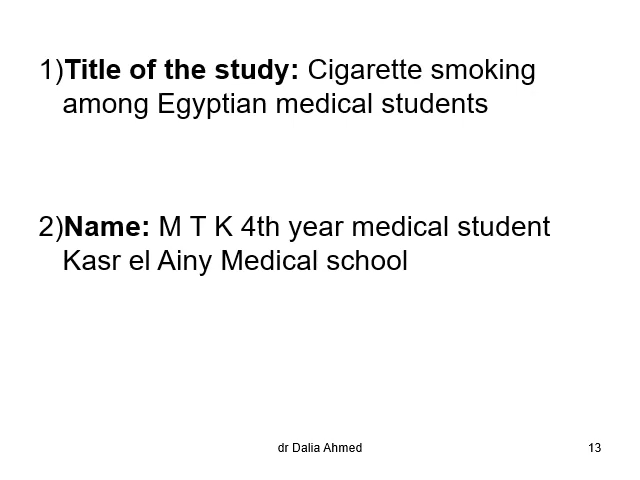 1)Title of the study: Cigarette smoking
among Egyptian medical students
2)Name: M T K 4th year medical student
Kasr el Ainy Medical school
dr Dalia Ahmed
13